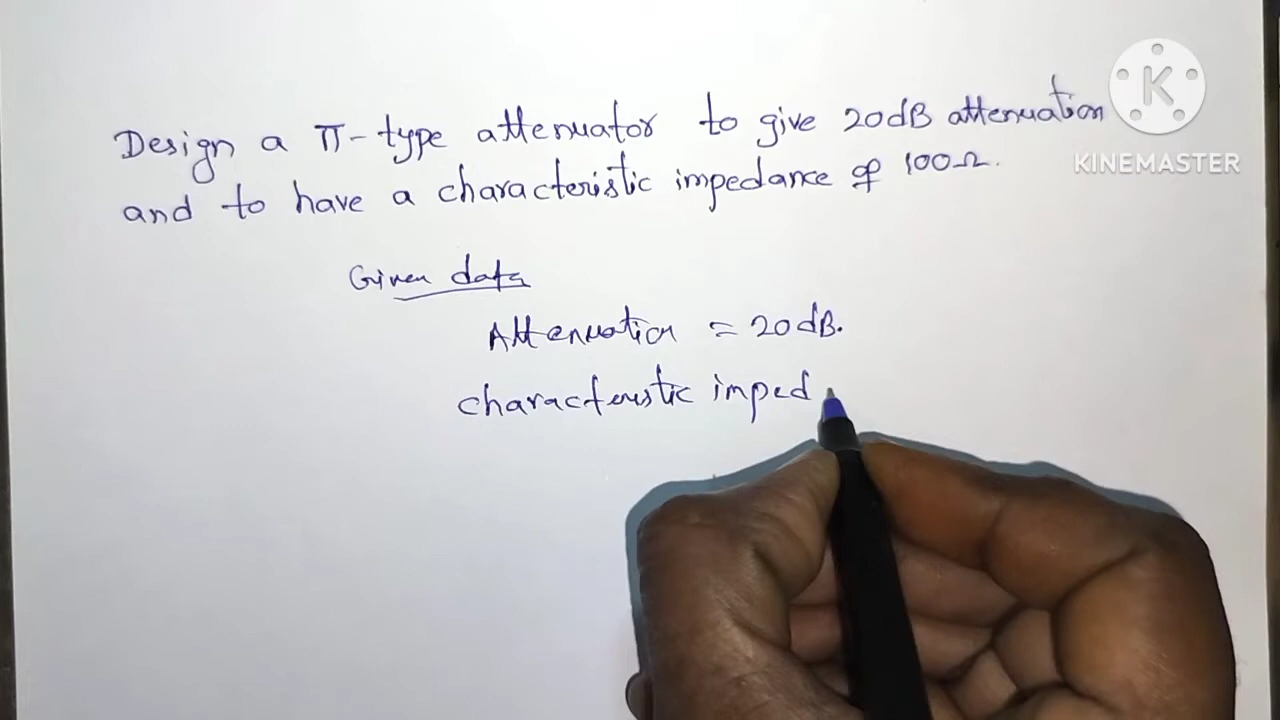 Design a π-type attenuator to give 20dB attenuation
and to have a characteristic impedance of 100Ω.
Given data
Attenuation = 20dB.
characteristic imped
K
KINEMASTER